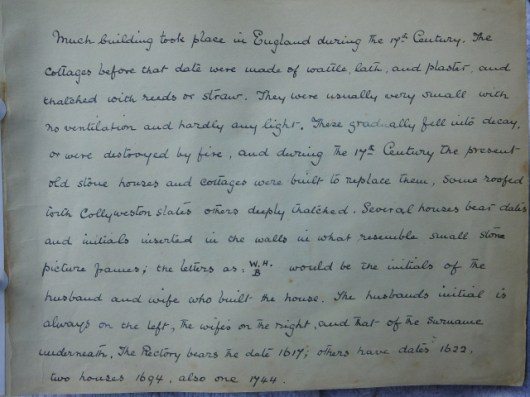 Much building took place in England during the 17th Century. The
cottages before that date were made of wattle, lath, and plaster, and
thatched with reeds or straw. They were usually very small with
no ventilation and hardly any light. These gradually fell into decay,
or were destroyed by fire, and during the 17th Century the present
old stone houses and cottages were built to replace them, some roofed
with Collyweston slates others deeply thatched. Several houses bear dates
and initials inserted in the walls in what resemble small stone
picture frames; the letters as, W. H.
B
would be the initials of the
husband and wife who built the house. The husbands initial is
always on the left, the wifes on the right, and that of the surname
underneath. The Rectory bears the date 1617; others have dates 1622,
two houses 1694, also one 1744.